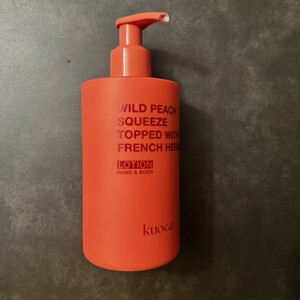 WILD PEACH
SQUEEZE
TOPPED WITH
FRENCH HERB
LOTION
HAND & BODY
kuoca